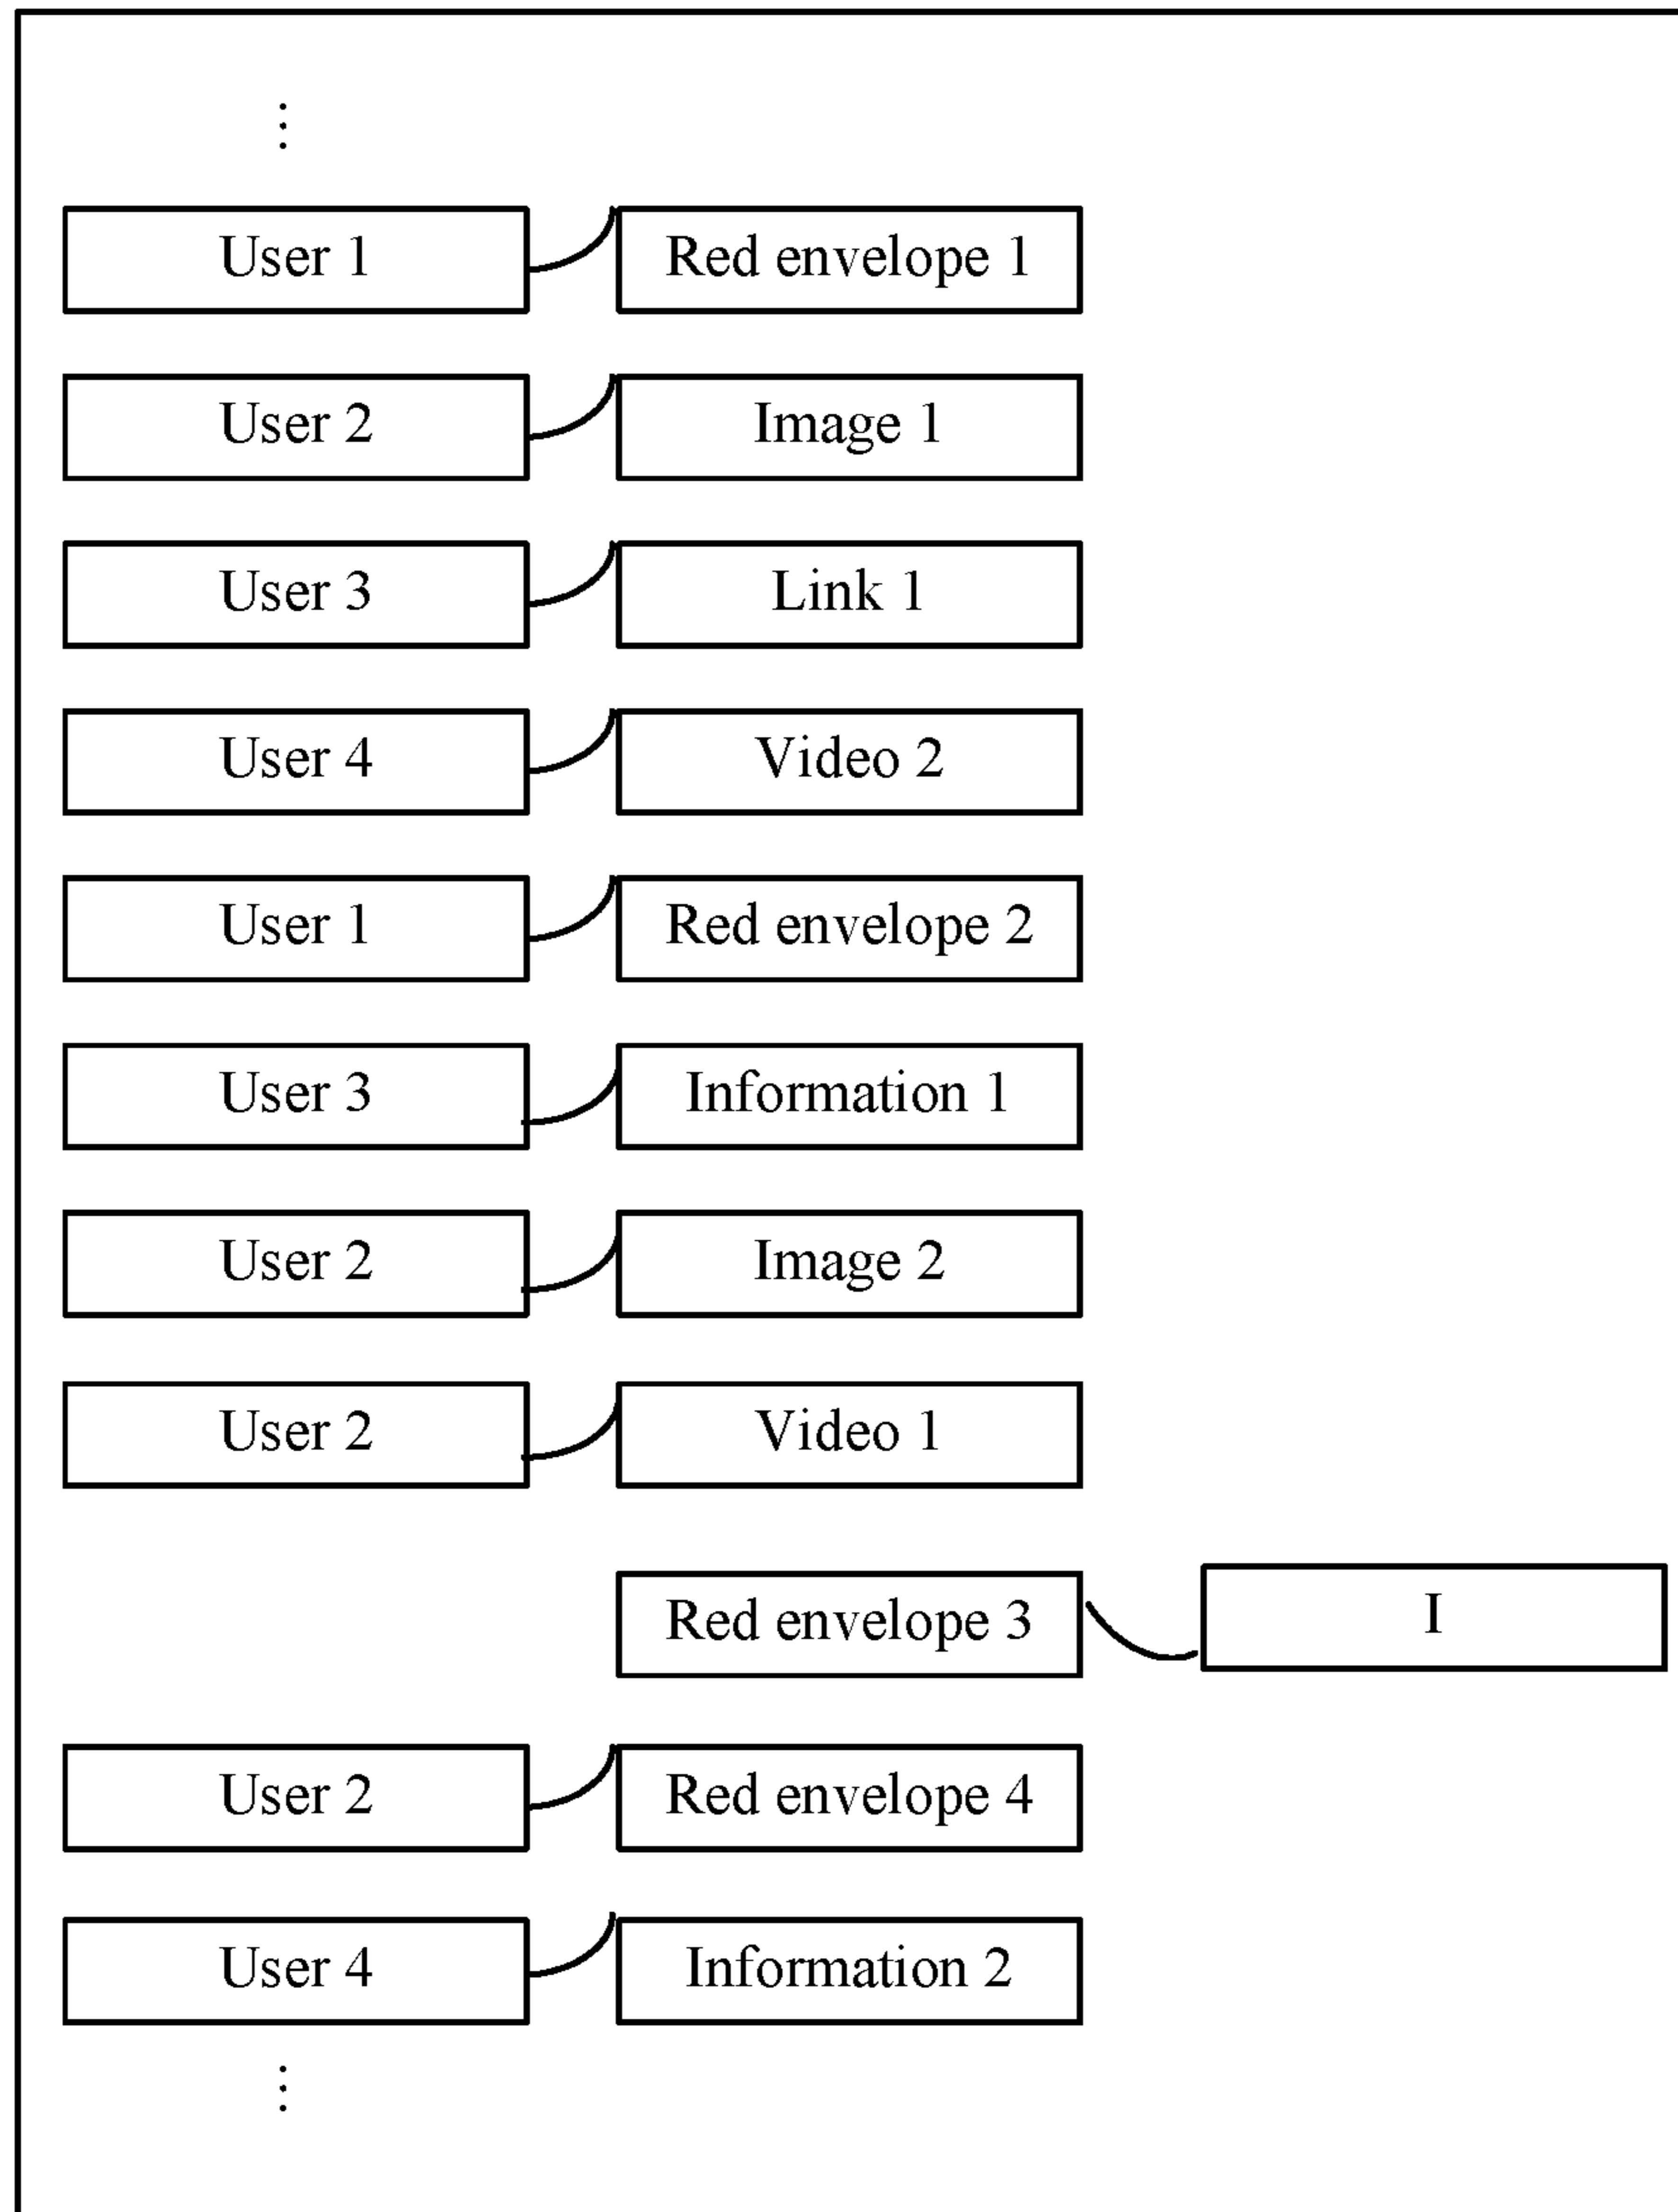 ⋮
User 1 Red envelope 1
User 2 Image 1
User 3 Link 1
User 4 Video 2
User 1 Red envelope 2
User 3 Information 1
User 2 Image 2
User 2 Video 1
Red envelope 3 I
User 2 Red envelope 4
User 4 Information 2
⋮